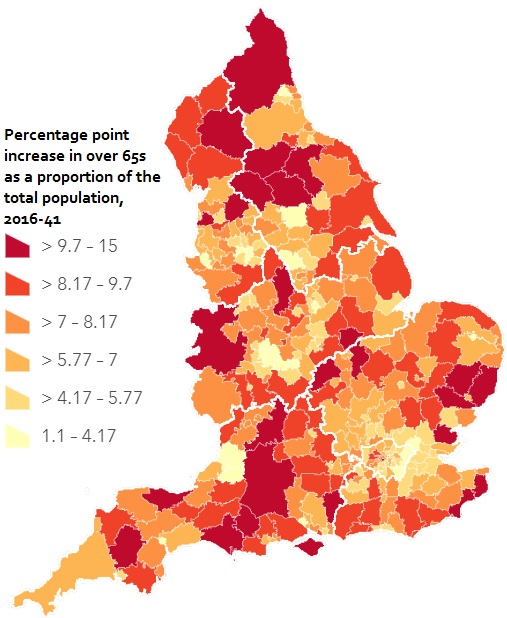 Percentage point
increase in over 65s
as a proportion of the
total population,
2016-41
> 9.7 – 15
> 8.17 – 9.7
> 7 – 8.17
> 5.77 – 7
> 4.17 – 5.77
1.1 – 4.17